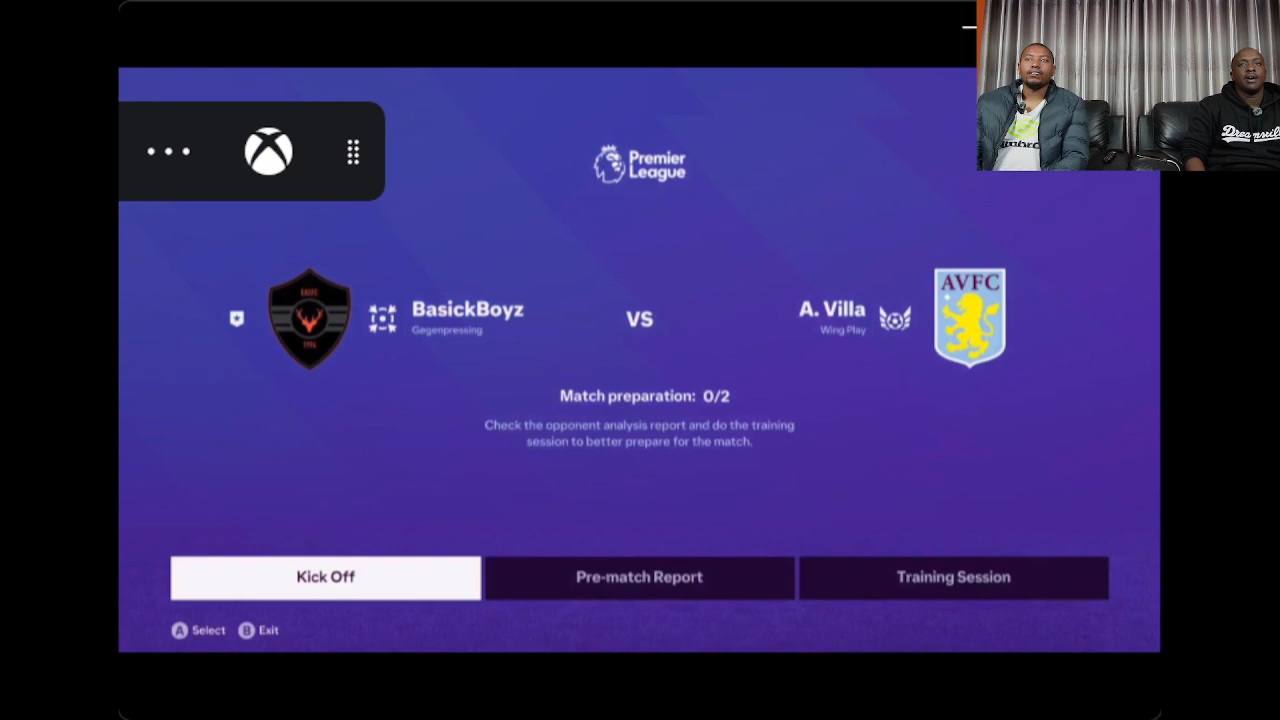 Premier
League
BasickBoyz
Gegenpressing
VS
A. Villa
Wing Play
AVFC
Match preparation: 0/2
Check the opponent analysis report and do the training
session to better prepare for the match.
Kick Off
Pre-match Report
Training Session
A Select
B Exit